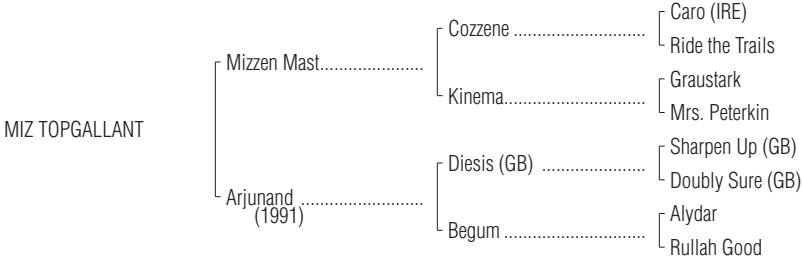 Caro (IRE)
Cozzene ............................
Ride the Trails
Mizzen Mast......................
Graustark
Kinema..............................
Mrs. Peterkin
MIZ TOPGALLANT
Sharpen Up (GB)
Diesis (GB) ......................
Doubly Sure (GB)
Arjunand ..........................
(1991)
Alydar
Begum ..............................
Rullah Good